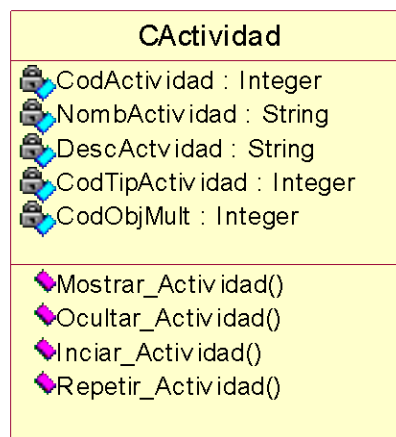 CActividad
CodActividad : Integer
NombActividad : String
DescActvidad : String
CodTipActividad : Integer
CodObjMult : Integer
Mostrar_Actividad()
Ocultar_Actividad()
Inciar_Actividad()
Repetir_Actividad()